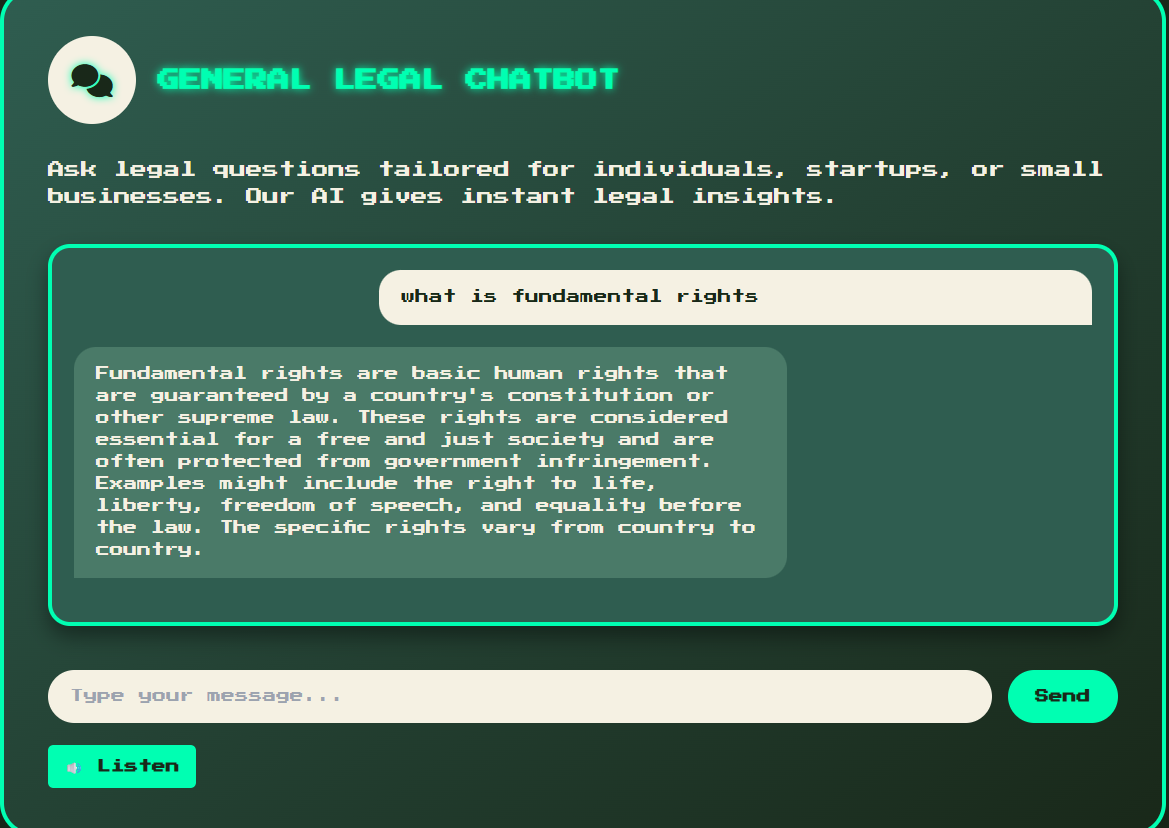 GENERAL LEGAL CHATBOT
Ask legal questions tailored for individuals, startups, or small
businesses. Our AI gives instant legal insights.
what is fundamental rights
Fundamental rights are basic human rights that
are guaranteed by a country's constitution or
other supreme law. These rights are considered
essential for a free and just society and are
often protected from government infringement.
Examples might include the right to life,
liberty, freedom of speech, and equality before
the law. The specific rights vary from country to
country.
Type your message...
Send
Listen